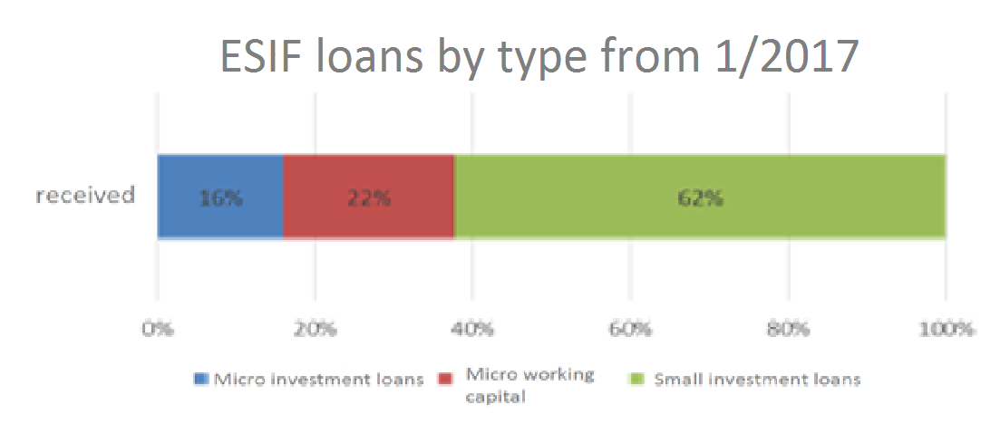 ESIF loans by type from 1/2017
received
16% 22% 62%
0% 20% 40% 60% 80% 100%
Micro investment loans
Micro working
capital
Small investment loans